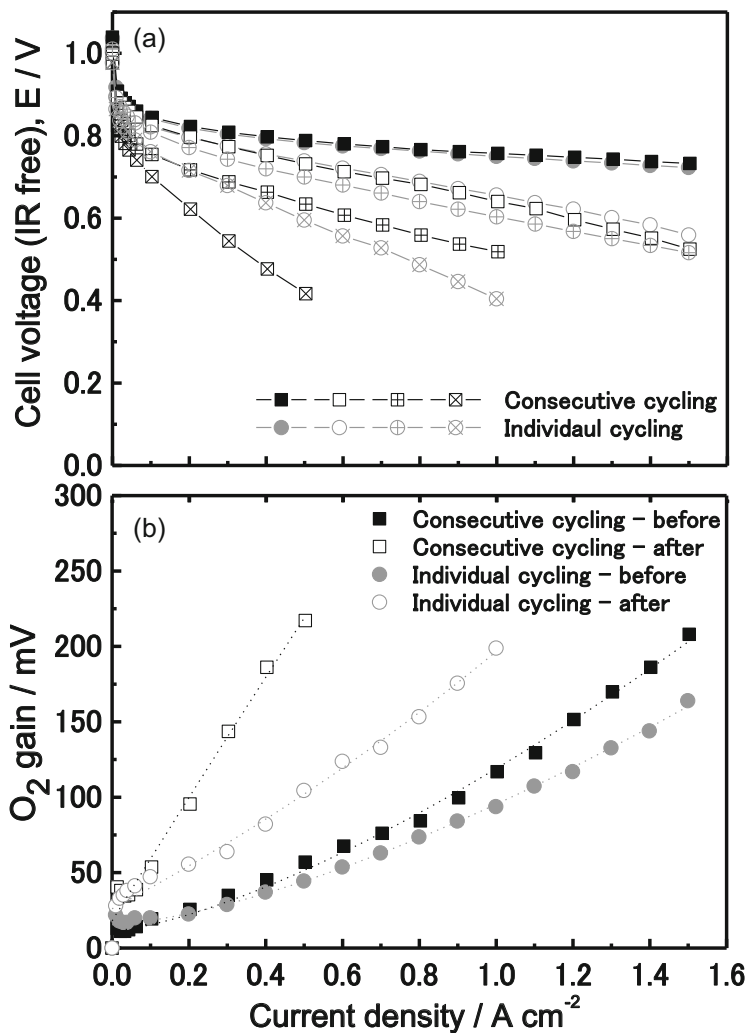 (a)
Cell voltage (IR free), E / V
1.0
0.8
0.6
0.4
0.2
0.0
Consecutive cycling
Individaul cycling
(b)
O₂ gain / mV
300
250
200
150
100
50
0
Consecutive cycling - before
Consecutive cycling - after
Individual cycling - before
Individual cycling - after
0.0 0.2 0.4 0.6 0.8 1.0 1.2 1.4 1.6
Current density / A cm⁻²